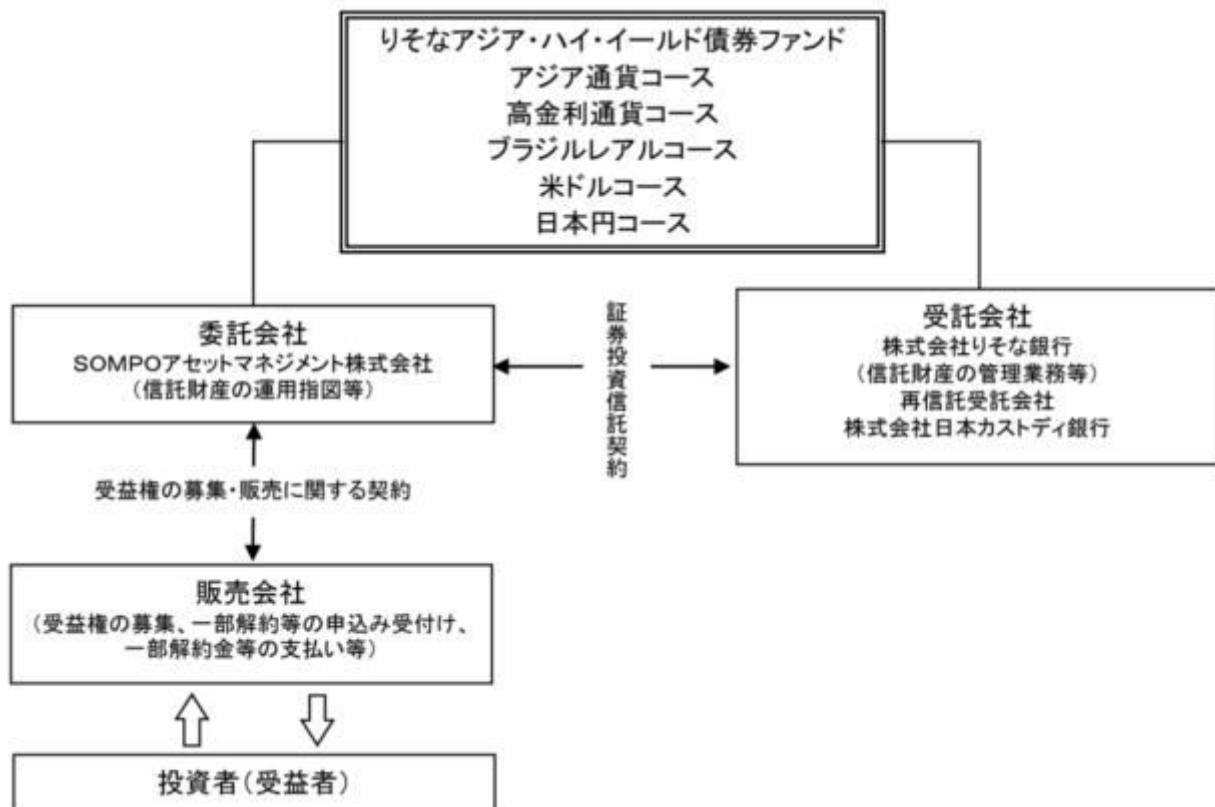 りそなアジア・ハイ・イールド債券ファンド
アジア通貨コース
高金利通貨コース
ブラジルレアルコース
米ドルコース
日本円コース
委託会社
SOMPOアセットマネジメント株式会社
(信託財産の運用指図等)
証券投資信託契約
受託会社
株式会社りそな銀行
(信託財産の管理業務等)
再信託受託会社
株式会社日本カストディ銀行
受益権の募集・販売に関する契約
販売会社
(受益権の募集、一部解約等の申込み受付け、
一部解約金等の支払い等)
投資者(受益者)